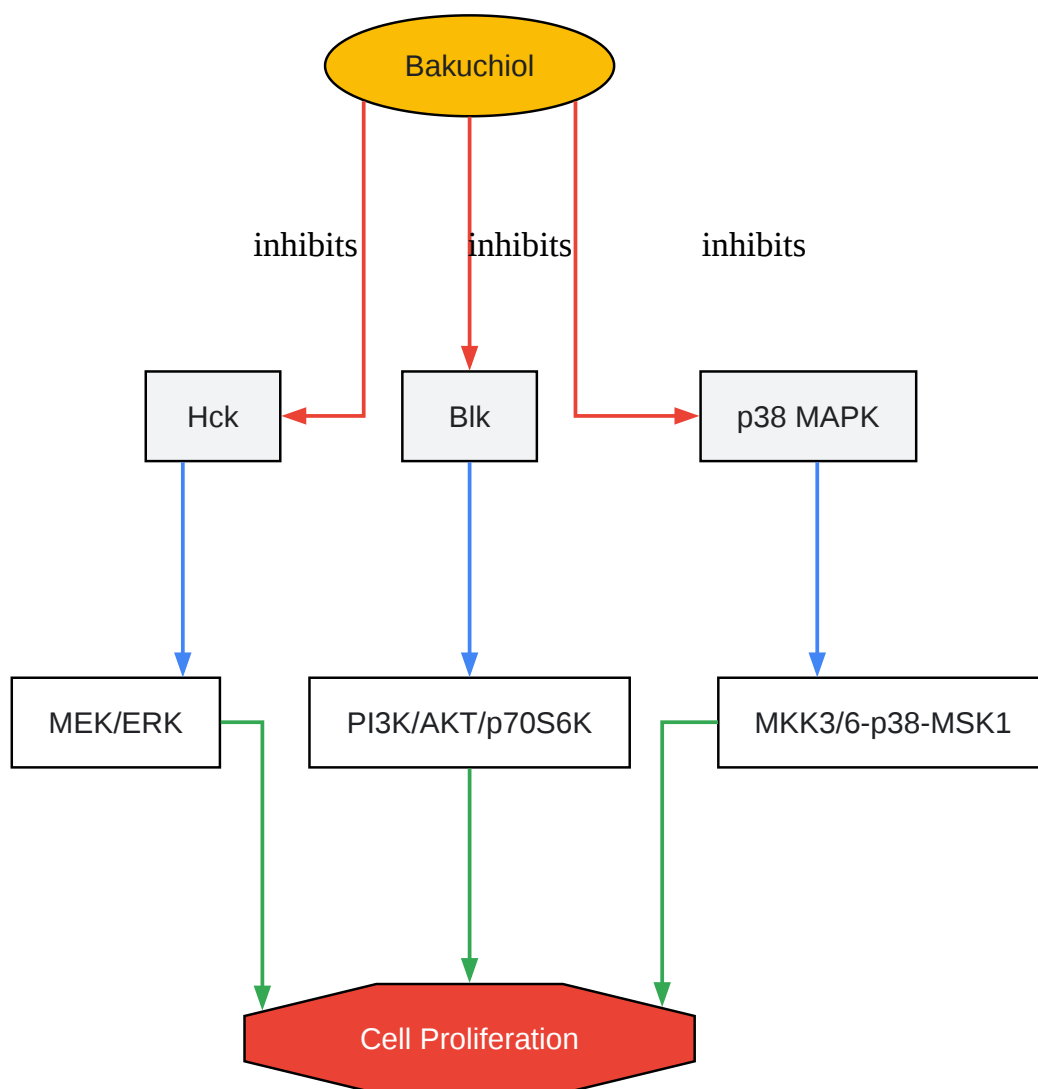 Bakuchiol
inhibits inhibits inhibits
Hck Blk p38 MAPK
MEK/ERK PI3K/AKT/p70S6K MKK3/6-p38-MSK1
Cell Proliferation